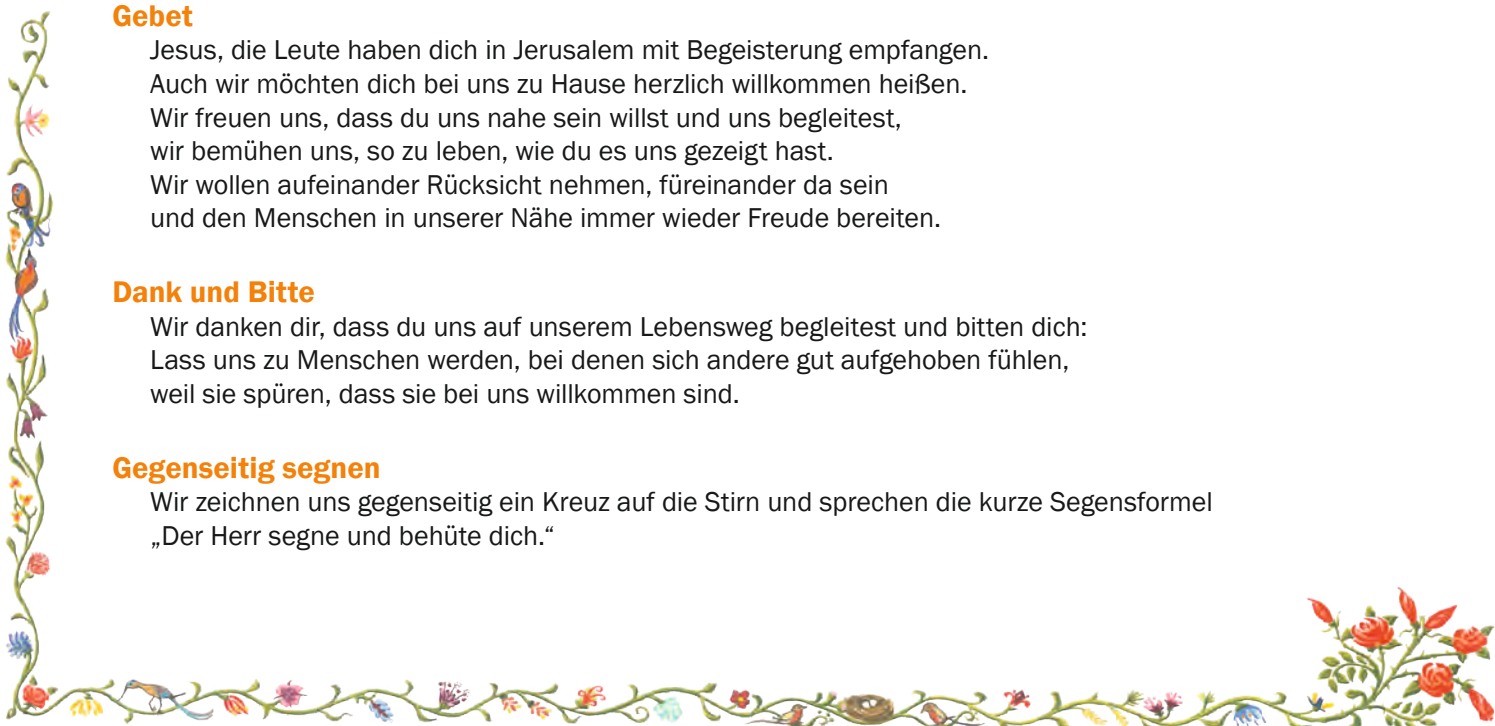 Gebet
Jesus, die Leute haben dich in Jerusalem mit Begeisterung empfangen.
Auch wir möchten dich bei uns zu Hause herzlich willkommen heißen.
Wir freuen uns, dass du uns nahe sein willst und uns begleitest,
wir bemühen uns, so zu leben, wie du es uns gezeigt hast.
Wir wollen aufeinander Rücksicht nehmen, füreinander da sein
und den Menschen in unserer Nähe immer wieder Freude bereiten.
Dank und Bitte
Wir danken dir, dass du uns auf unserem Lebensweg begleitest und bitten dich:
Lass uns zu Menschen werden, bei denen sich andere gut aufgehoben fühlen,
weil sie spüren, dass sie bei uns willkommen sind.
Gegenseitig segnen
Wir zeichnen uns gegenseitig ein Kreuz auf die Stirn und sprechen die kurze Segensformel
„Der Herr segne und behüte dich.“